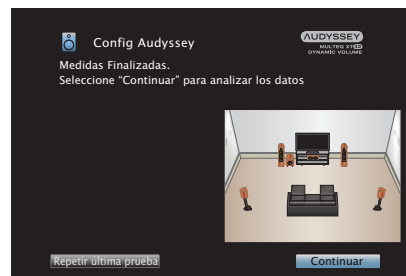 Config Audyssey
AUDYSSEY
MULTEQ XT32
DYNAMIC VOLUME
Medidas Finalizadas.
Seleccione “Continuar” para analizar los datos
Repetir última prueba
Continuar